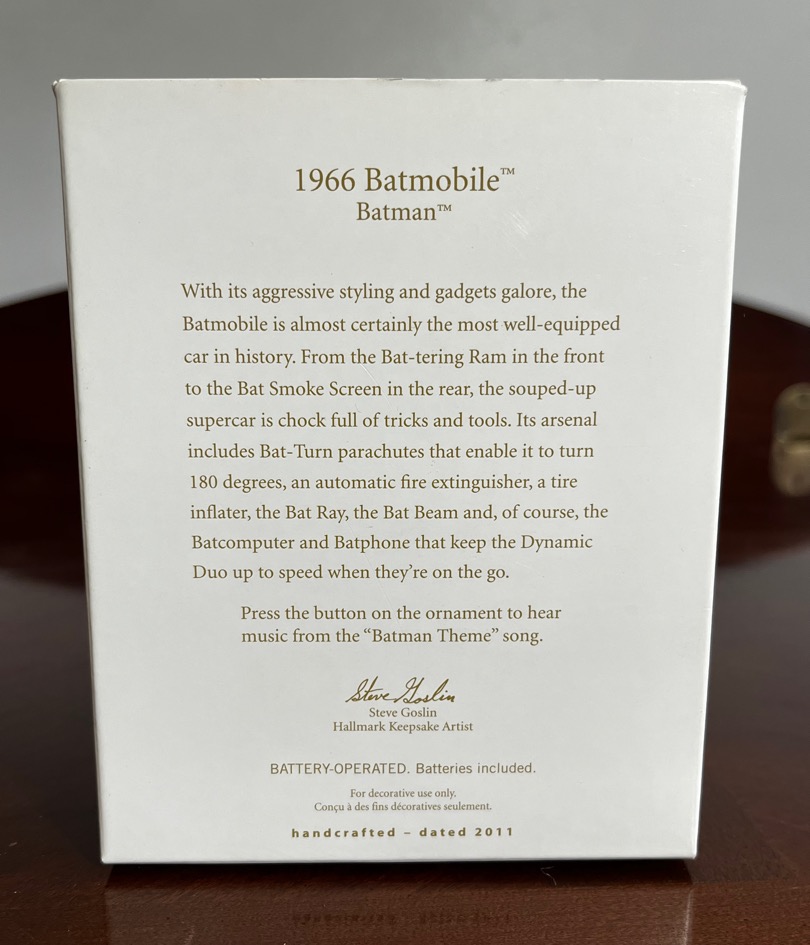 1966 Batmobile™
Batman™
With its aggressive styling and gadgets galore, the
Batmobile is almost certainly the most well-equipped
car in history. From the Bat-tering Ram in the front
to the Bat Smoke Screen in the rear, the souped-up
supercar is chock full of tricks and tools. Its arsenal
includes Bat-Turn parachutes that enable it to turn
180 degrees, an automatic fire extinguisher, a tire
inflater, the Bat Ray, the Bat Beam and, of course, the
Batcomputer and Batphone that keep the Dynamic
Duo up to speed when they're on the go.
Press the button on the ornament to hear
music from the “Batman Theme” song.
Steve Goslin
Steve Goslin
Hallmark Keepsake Artist
BATTERY-OPERATED. Batteries included.
For decorative use only.
Conçu à des fins décoratives seulement.
handcrafted – dated 2011